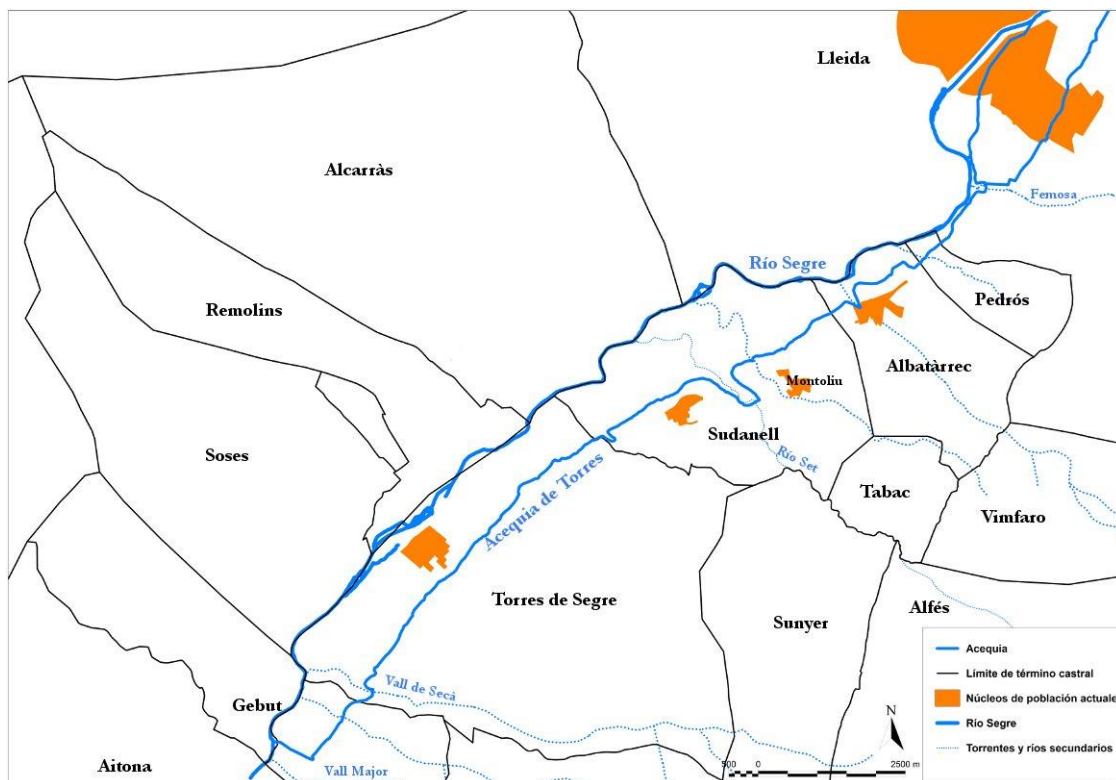 Lleida
Alcarràs
Femosa
Río Segre
Pedrós
Remolins
Albatàrrec
Montoliu
Sudanell
Soses
Río Set
Tabac
Acequia de Torres
Vimfaro
Torres de Segre
Alfés
Sunyer
Vall de Secà
Gebut
Aitona
Vall Major
Acequia
Límite de término castral
Núcleos de población actuale
Río Segre
Torrentes y ríos secundarios
N
500 0 2500 m